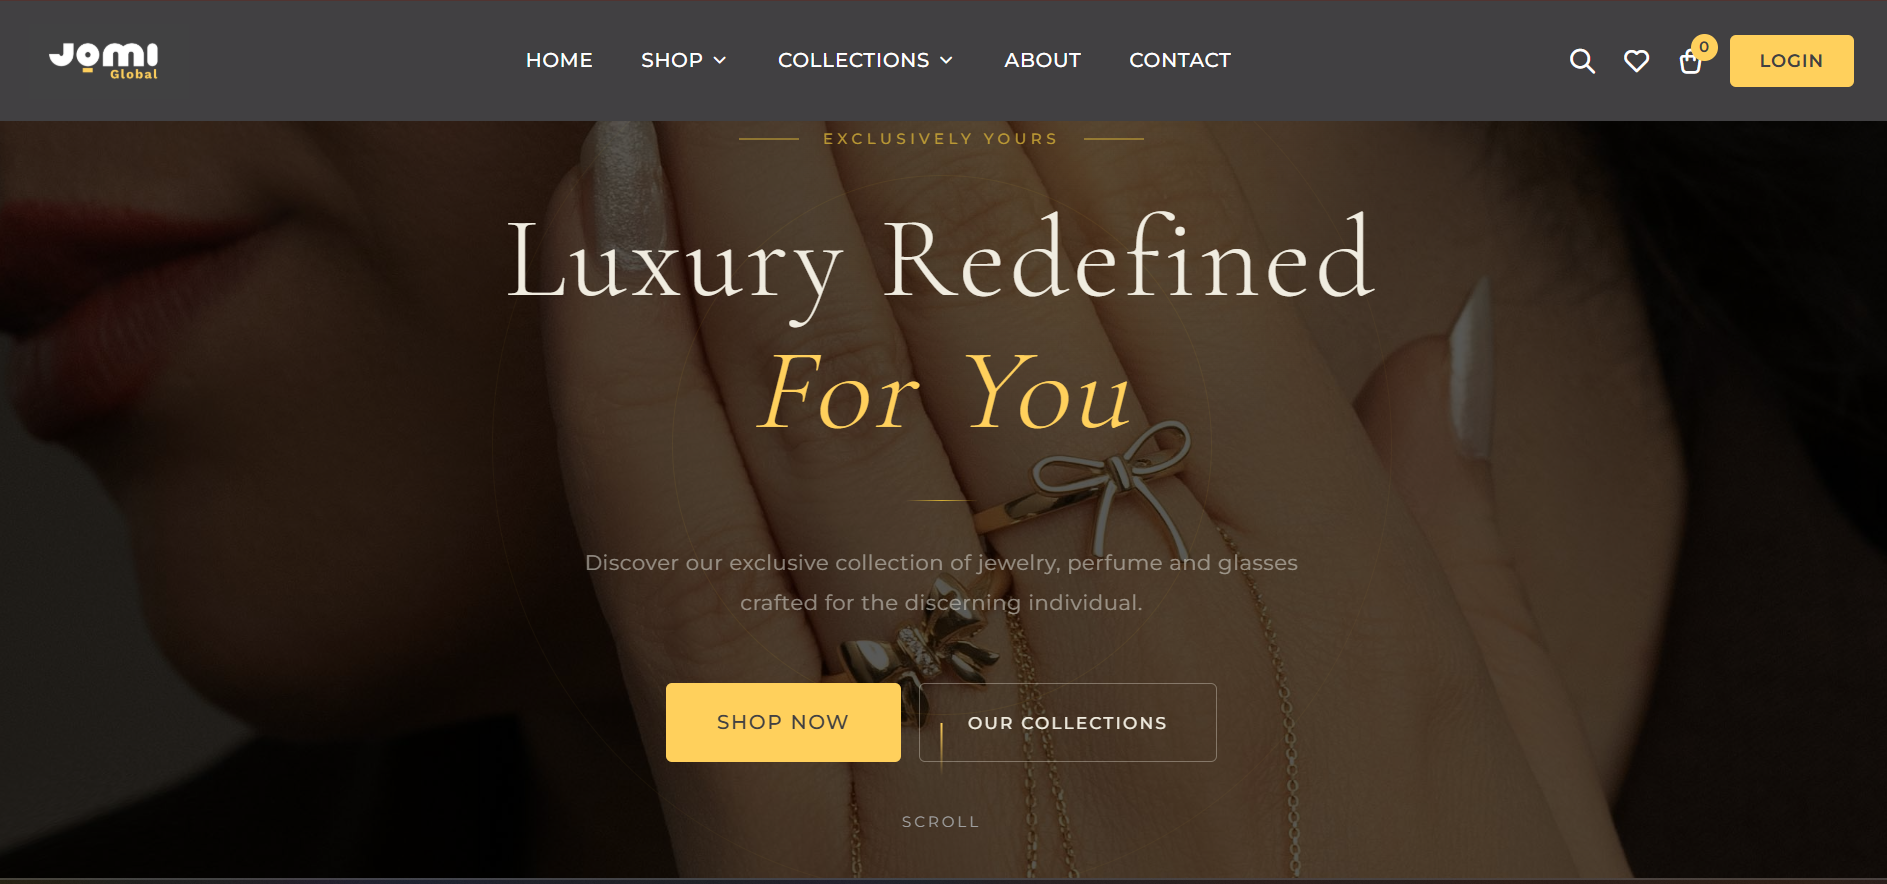 Jomi
Global
HOME
SHOP
COLLECTIONS
ABOUT
CONTACT
0
LOGIN
EXCLUSIVELY YOURS
Luxury Redefined
For You
Discover our exclusive collection of jewelry, perfume and glasses
crafted for the discerning individual.
SHOP NOW
OUR COLLECTIONS
SCROLL